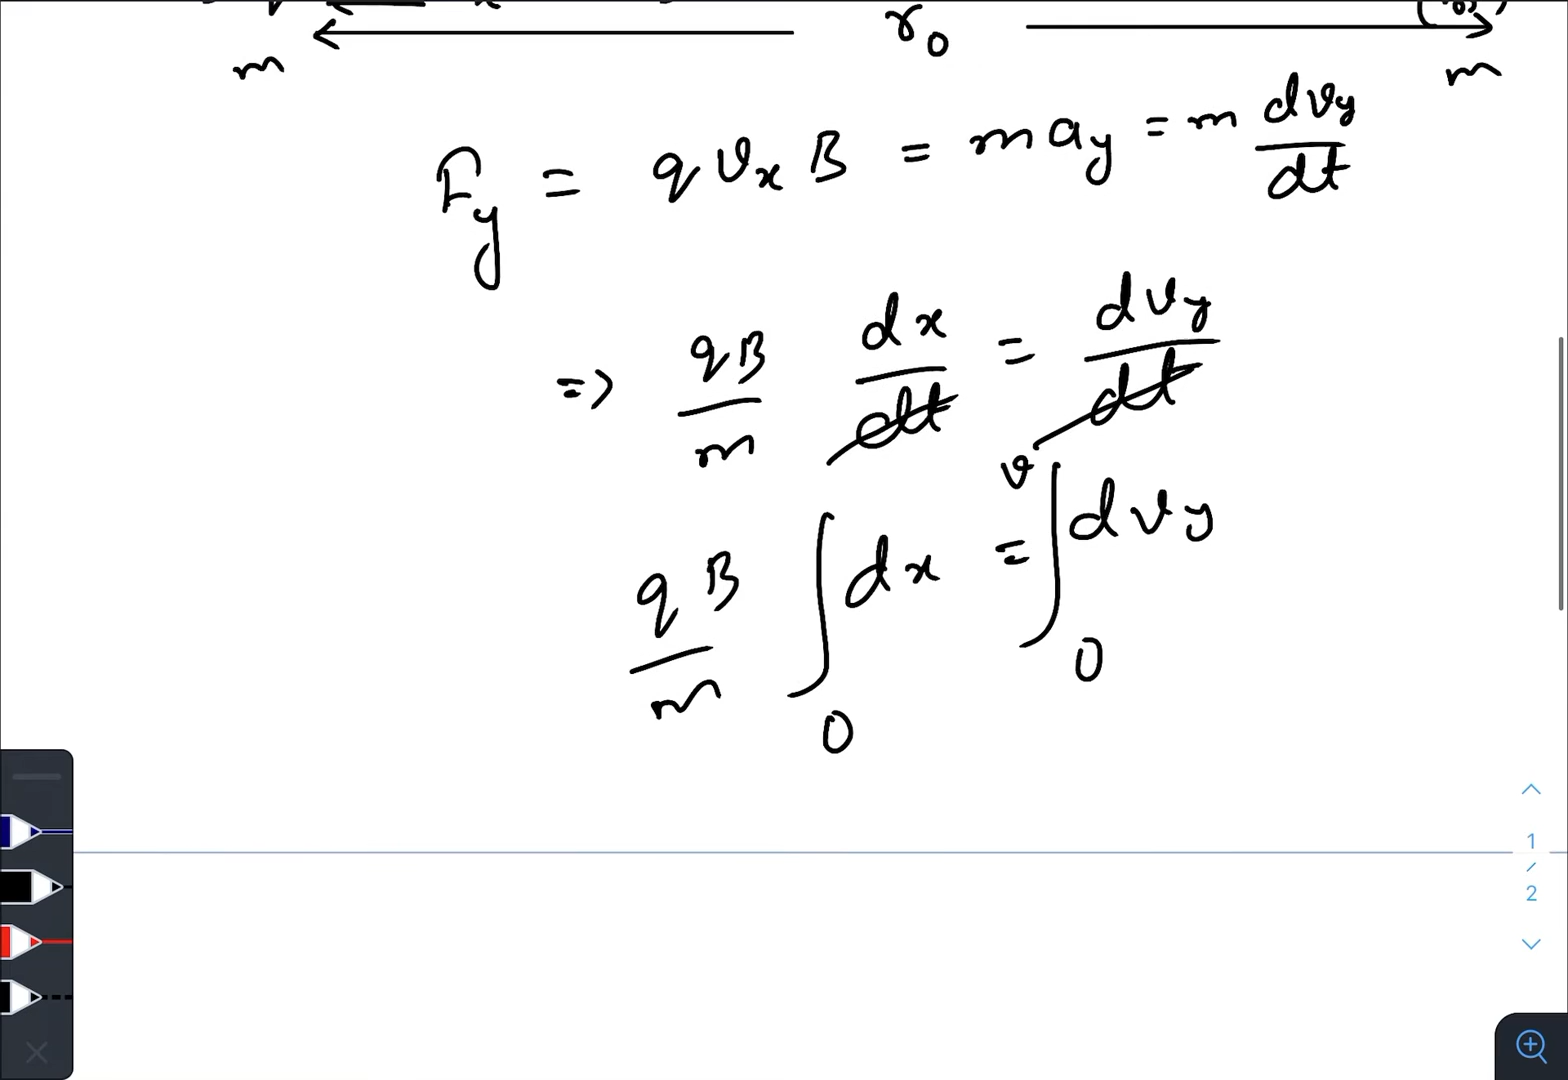 r₀
m m
F_y = q v_x B = m a_y = m dv_y/dt
=> qB/m dx/dt = dv_y/dt
qB/m ∫₀ dx = ∫₀^v dv_y
1
/
2